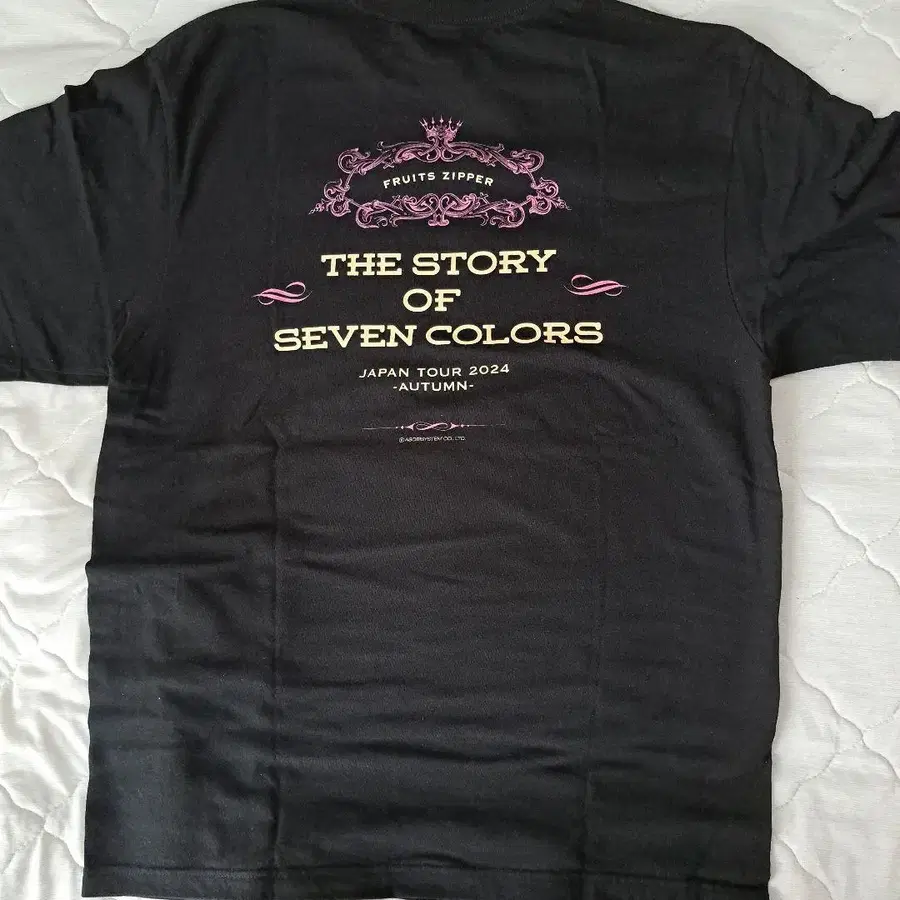 FRUITS ZIPPER
THE STORY
OF
SEVEN COLORS
JAPAN TOUR 2024
-AUTUMN-